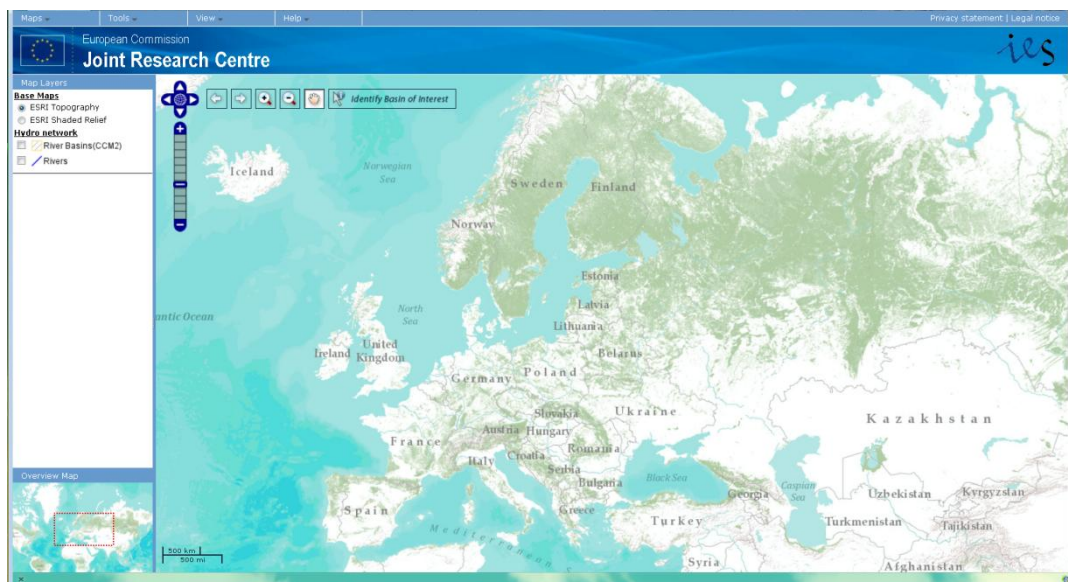 Maps
Tools
View
Help
Privacy statement | Legal notice
European Commission
Joint Research Centre
ies
Map Layers
Base Maps
ESRI Topography
ESRI Shaded Relief
Hydro network
River Basins(CCM2)
Rivers
Identify Basin of Interest
Iceland
Norwegian
Sea
Sweden
Finland
Norway
Estonia
North
Sea
Latvia
antic Ocean
Lithuania
United
Kingdom
Ireland
Belarus
Poland
Germany
Slovakia
Ukraine
Kazakhstan
Austria
Hungary
France
Romania
Italy
Croatia
Serbia
Bulgaria
Black Sea
Caspian
Sea
Georgia
Uzbekistan
Kyrgyzstan
Spain
Greece
Turkey
Turkmenistan
Tajikistan
Mediterranean S
Syria
Afghanistan
500 km
500 mi
Overview Map